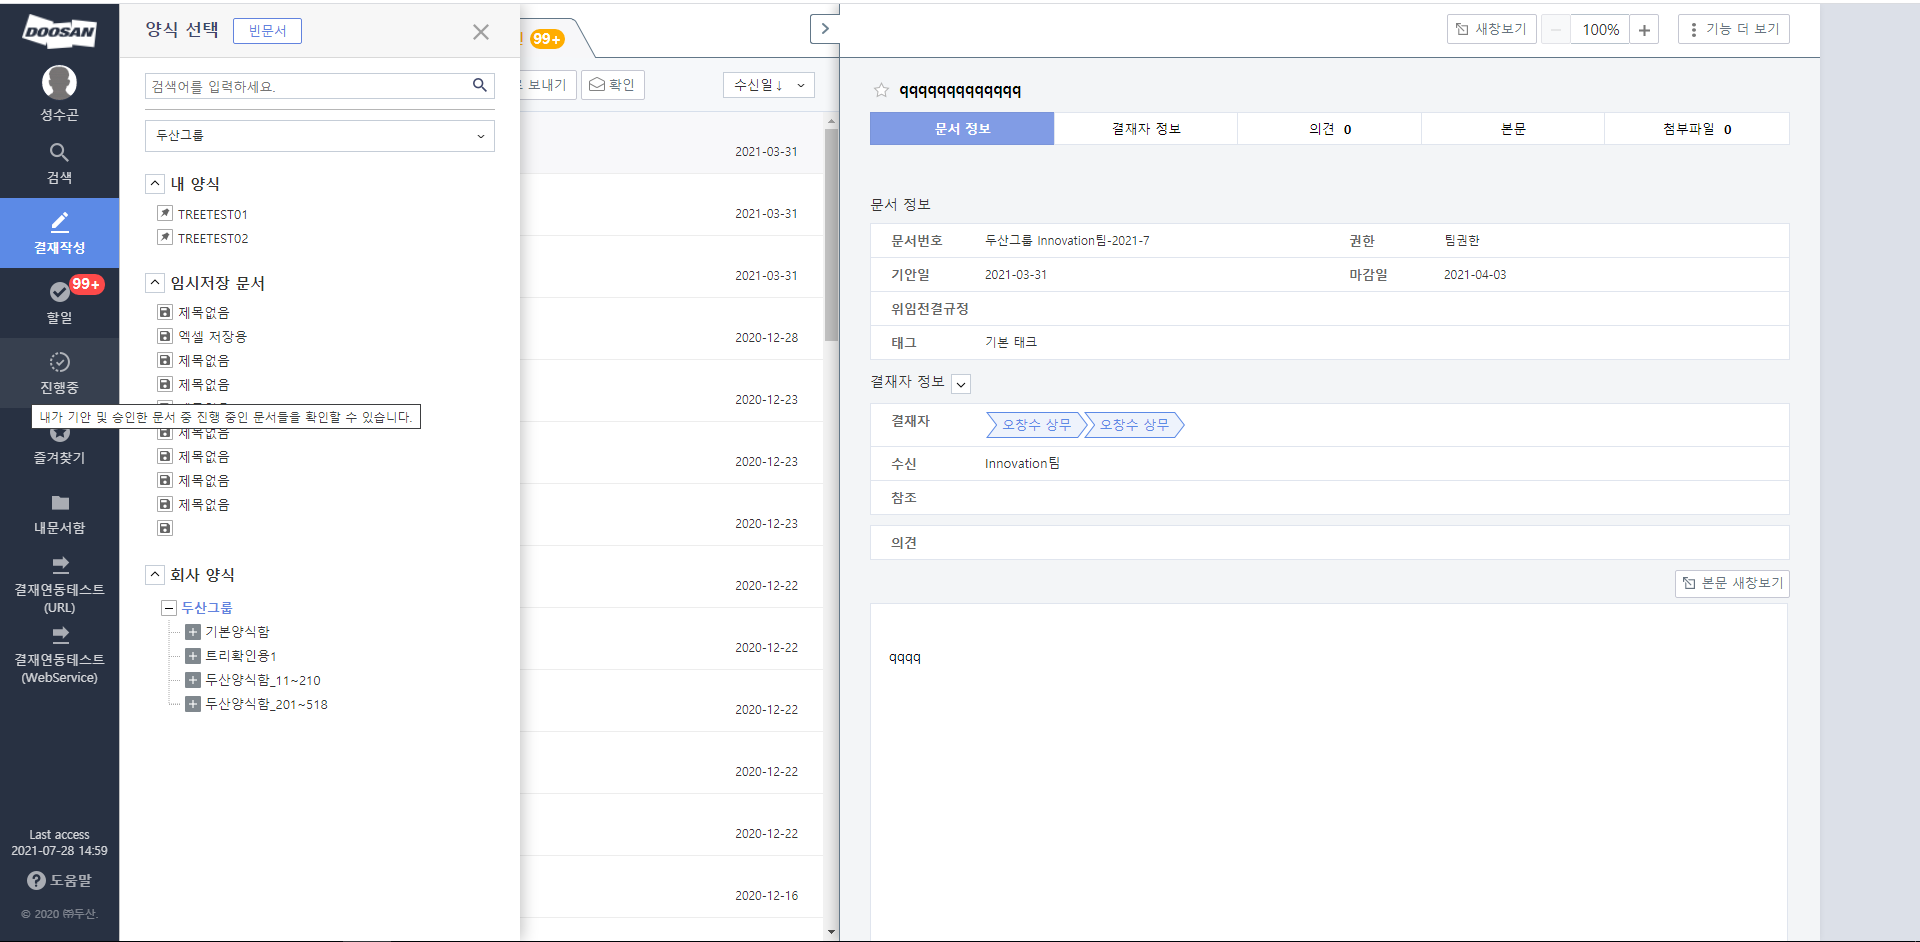 DOOSAN
성수곤
검색
결재작성
99+
할일
진행중
내가 기안 및 승인한 문서 중 진행 중인 문서들을 확인할 수 있습니다.
즐겨찾기
내문서함
결재연동테스트
(URL)
결재연동테스트
(WebService)
Last access
2021-07-28 14:59
도움말
© 2020 ㈜두산.
양식 선택
빈문서
검색어를 입력하세요.
두산그룹
내 양식
TREETEST01
TREETEST02
임시저장 문서
제목없음
엑셀 저장용
제목없음
제목없음
제목없음
제목없음
제목없음
제목없음
회사 양식
두산그룹
기본양식함
트리확인용1
두산양식함_11~210
두산양식함_201~518
99+
보내기
확인
수신일↓
2021-03-31
2021-03-31
2021-03-31
2020-12-28
2020-12-23
2020-12-23
2020-12-23
2020-12-22
2020-12-22
2020-12-22
2020-12-22
2020-12-22
2020-12-16
새창보기
100%
기능 더 보기
qqqqqqqqqqqqq
문서 정보
결재자 정보
의견 0
본문
첨부파일 0
문서 정보
문서번호 두산그룹 Innovation팀-2021-7 권한 팀권한
기안일 2021-03-31 마감일 2021-04-03
위임전결규정
태그 기본 태크
결재자 정보
결재자 오창수 상무 오창수 상무
수신 Innovation팀
참조
의견
본문 새창보기
qqqq